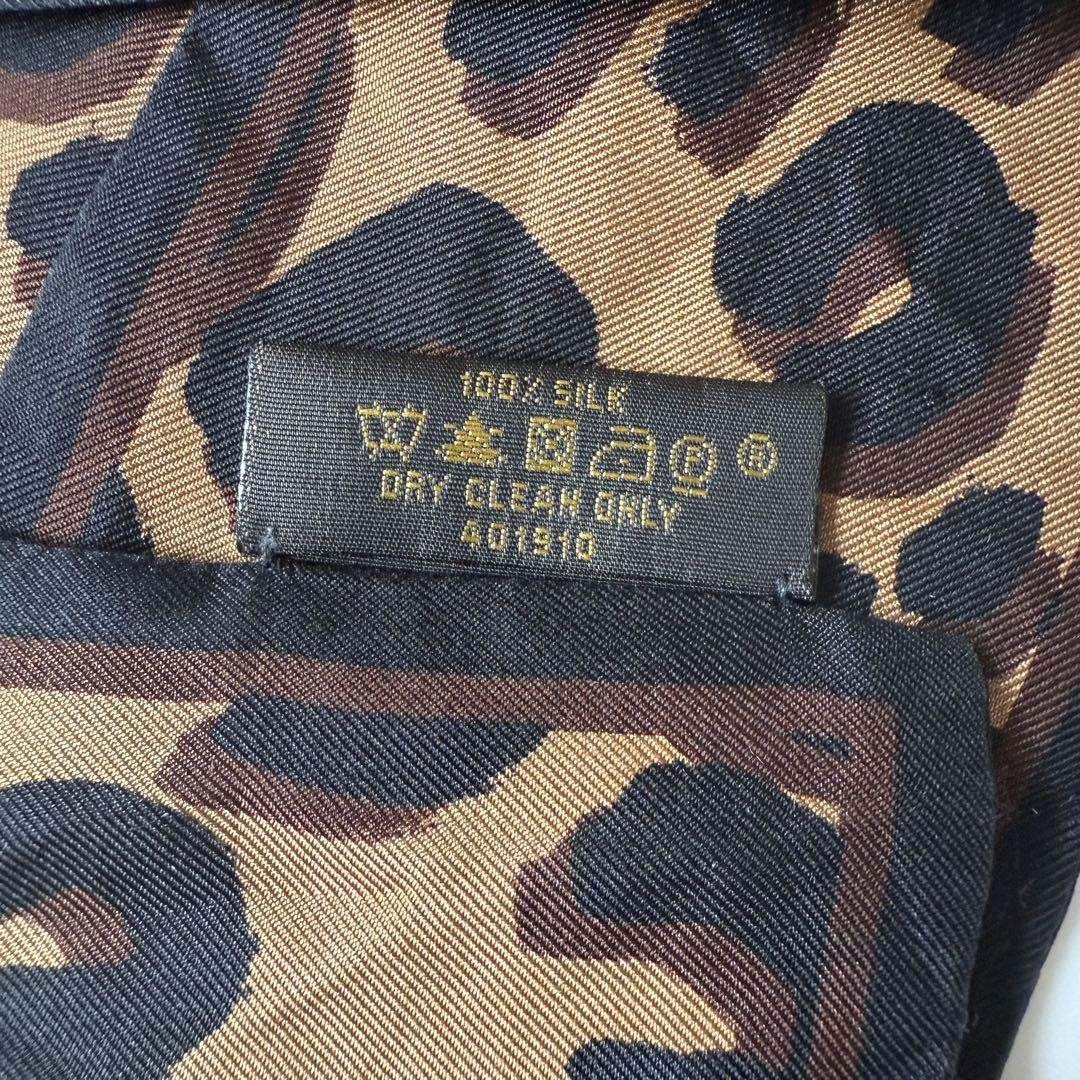 100% SILK
P ®
DRY CLEAN ONLY
401910